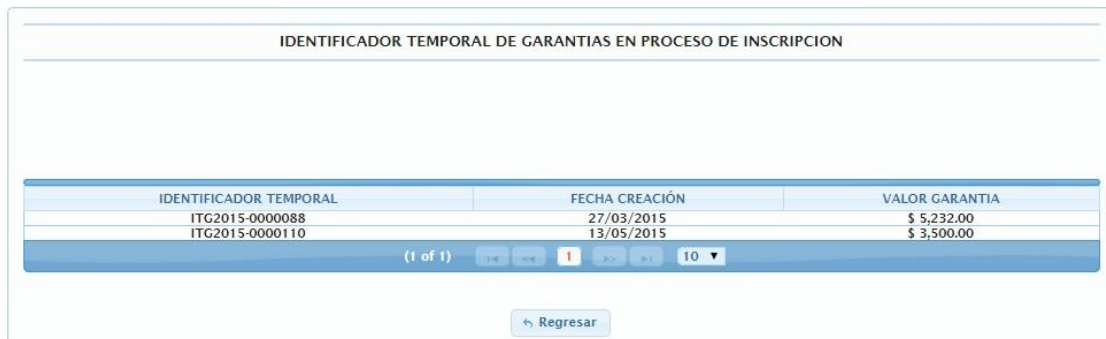 IDENTIFICADOR TEMPORAL DE GARANTIAS EN PROCESO DE INSCRIPCION
IDENTIFICADOR TEMPORAL FECHA CREACIÓN VALOR GARANTIA
ITG2015-0000088 27/03/2015 $ 5,232.00
ITG2015-0000110 13/05/2015 $ 3,500.00
(1 of 1) 1 10
Regresar